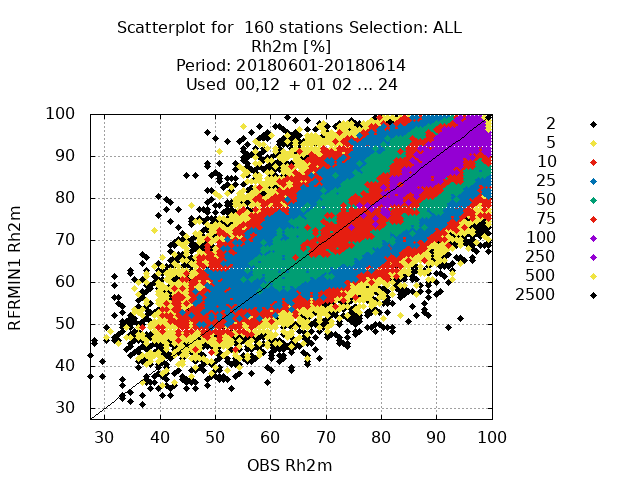 Scatterplot for  160 stations Selection: ALL
Rh2m [%]
Period: 20180601-20180614
Used  00,12  + 01 02 ... 24
RFRMIN1 Rh2m
100
90
80
70
60
50
40
30
30 40 50 60 70 80 90 100
OBS Rh2m
2
5
10
25
50
75
100
250
500
2500